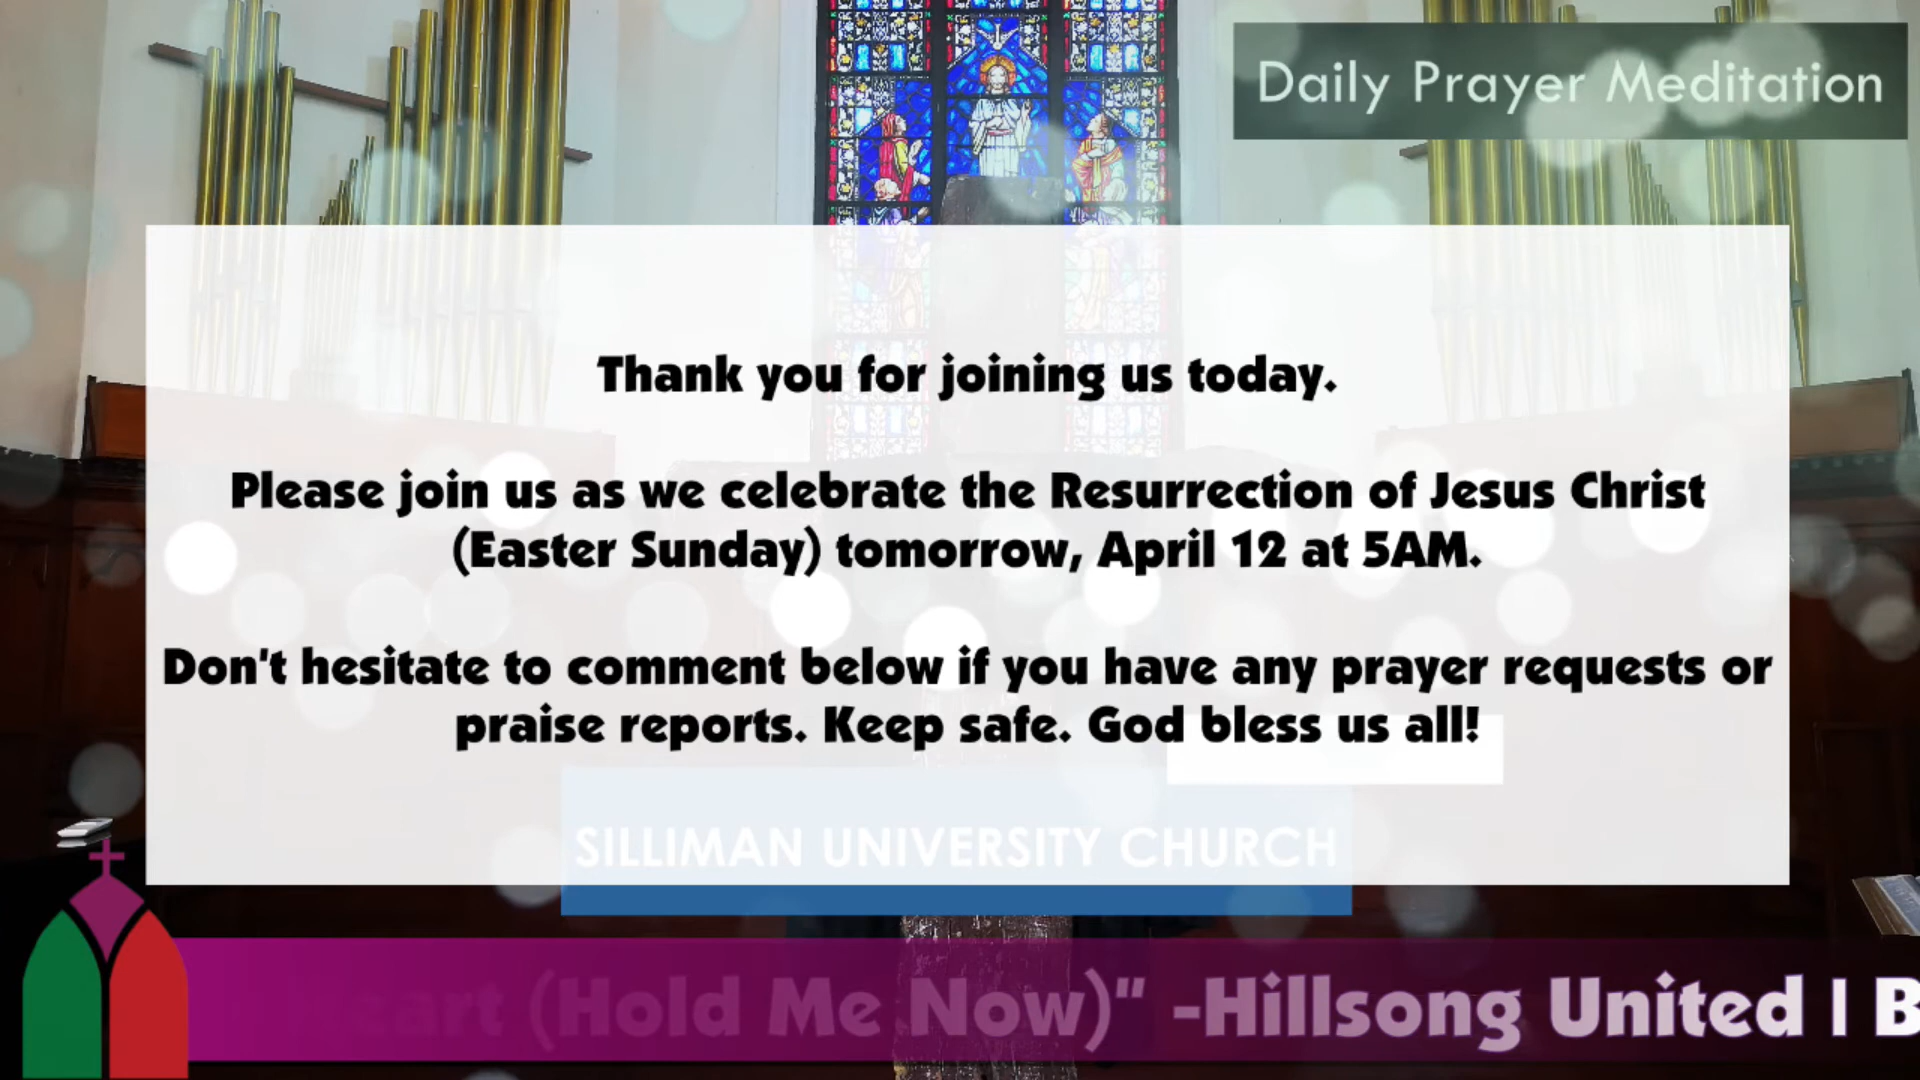 Daily Prayer Meditation
Thank you for joining us today.
Please join us as we celebrate the Resurrection of Jesus Christ
(Easter Sunday) tomorrow, April 12 at 5AM.
Don't hesitate to comment below if you have any prayer requests or
praise reports. Keep safe. God bless us all!
SILLIMAN UNIVERSITY CHURCH
Heart (Hold Me Now)" -Hillsong United | B